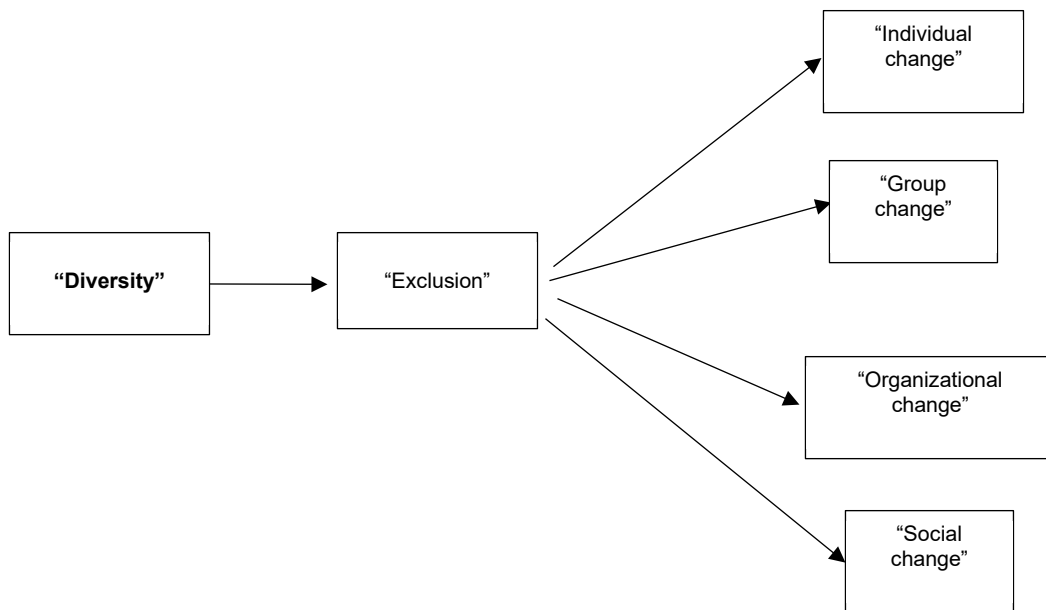 “Individual
change”
“Group
change”
“Diversity”
“Exclusion”
“Organizational
change”
“Social
change”